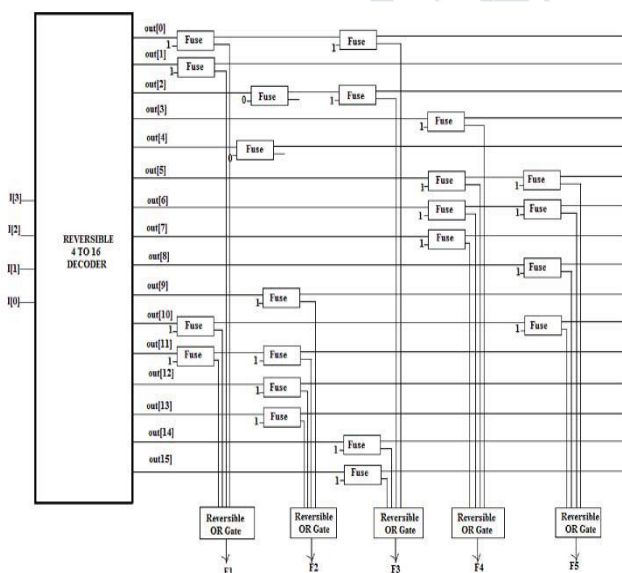 out[0]
Fuse
1
Fuse
1
out[1]
Fuse
1
out[2]
Fuse
0
Fuse
1
out[3]
Fuse
1
out[4]
Fuse
0
out[5]
Fuse
1
Fuse
1
out[6]
Fuse
1
Fuse
1
out[7]
Fuse
1
out[8]
Fuse
1
out[9]
Fuse
1
out[10]
Fuse
1
Fuse
1
out[11]
Fuse
1
Fuse
1
out[12]
Fuse
1
out[13]
Fuse
1
out[14]
Fuse
1
out15]
Fuse
1
I[3]
I[2]
I[1]
I[0]
REVERSIBLE
4 TO 16
DECODER
Reversible
OR Gate
Reversible
OR Gate
Reversible
OR Gate
Reversible
OR Gate
Reversible
OR Gate
F1
F2
F3
F4
F5